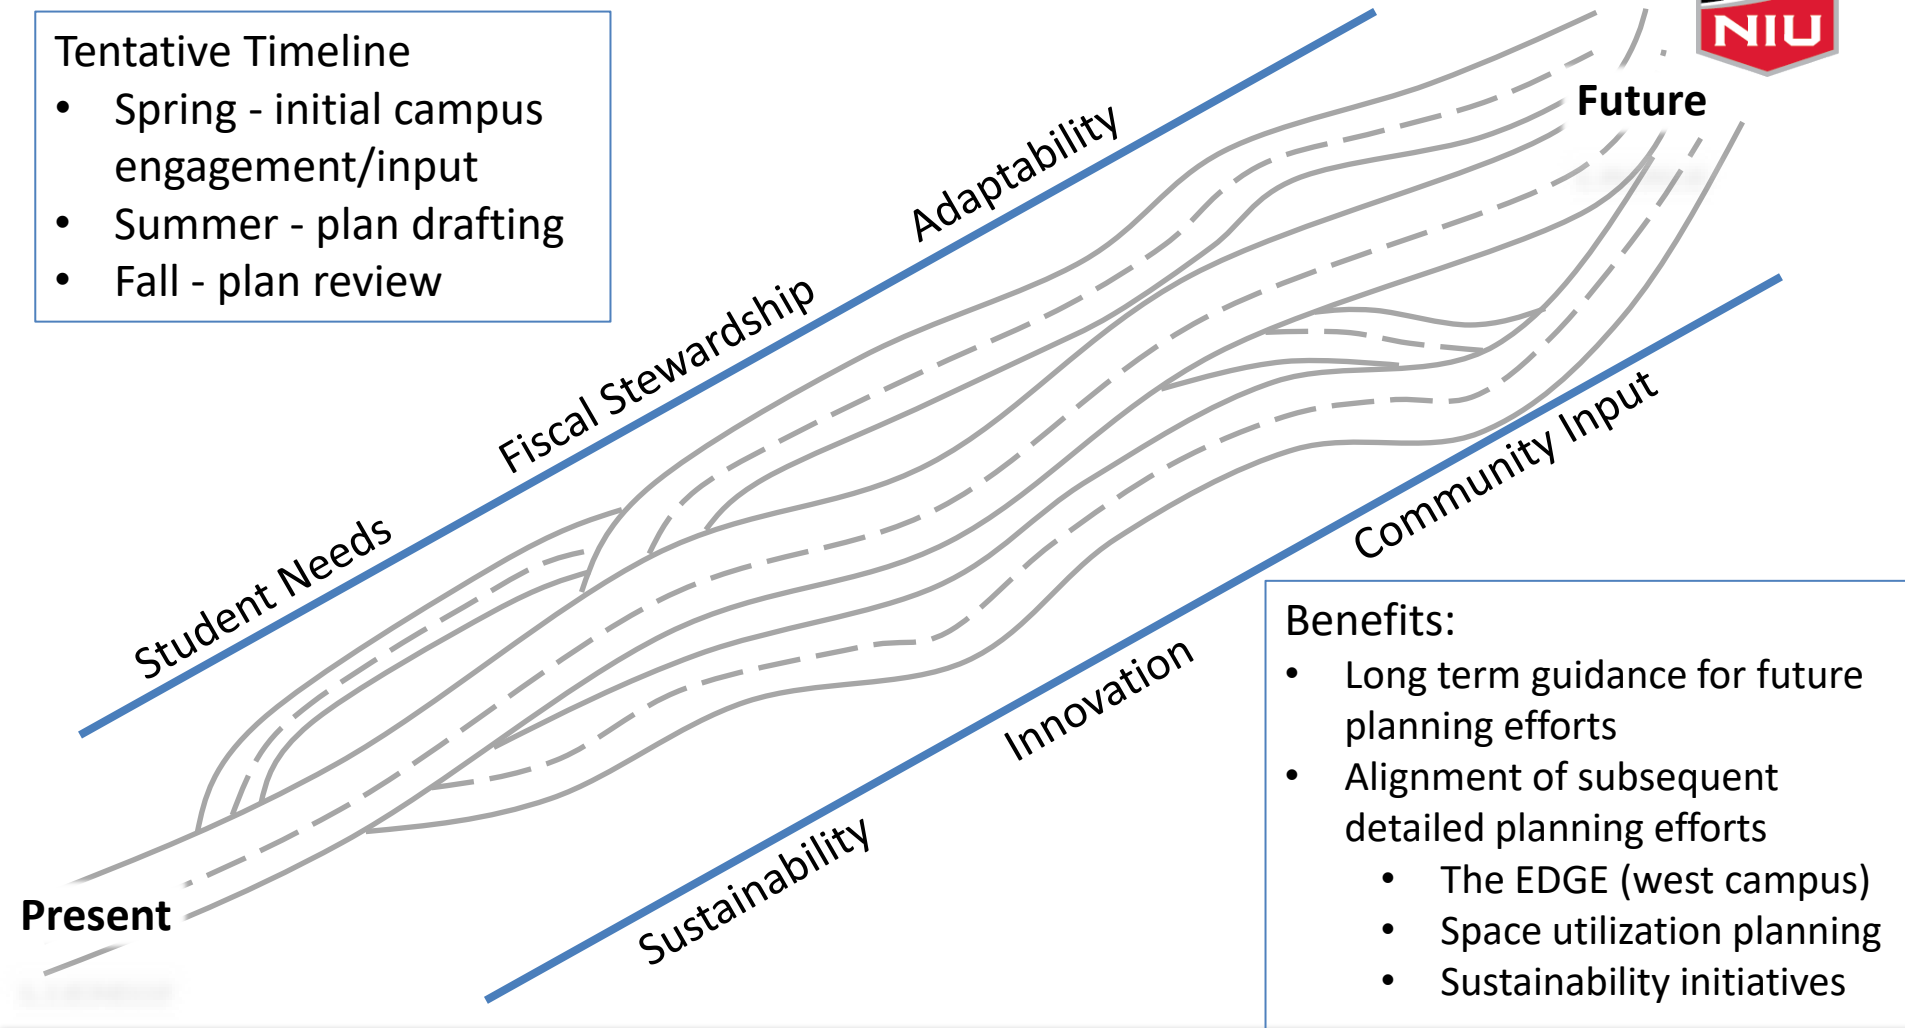 Tentative Timeline
• Spring - initial campus
engagement/input
• Summer - plan drafting
• Fall - plan review
NIU
Future
Adaptability
Fiscal Stewardship
Student Needs
Present
Community Input
Innovation
Sustainability
Benefits:
• Long term guidance for future
planning efforts
• Alignment of subsequent
detailed planning efforts
• The EDGE (west campus)
• Space utilization planning
• Sustainability initiatives